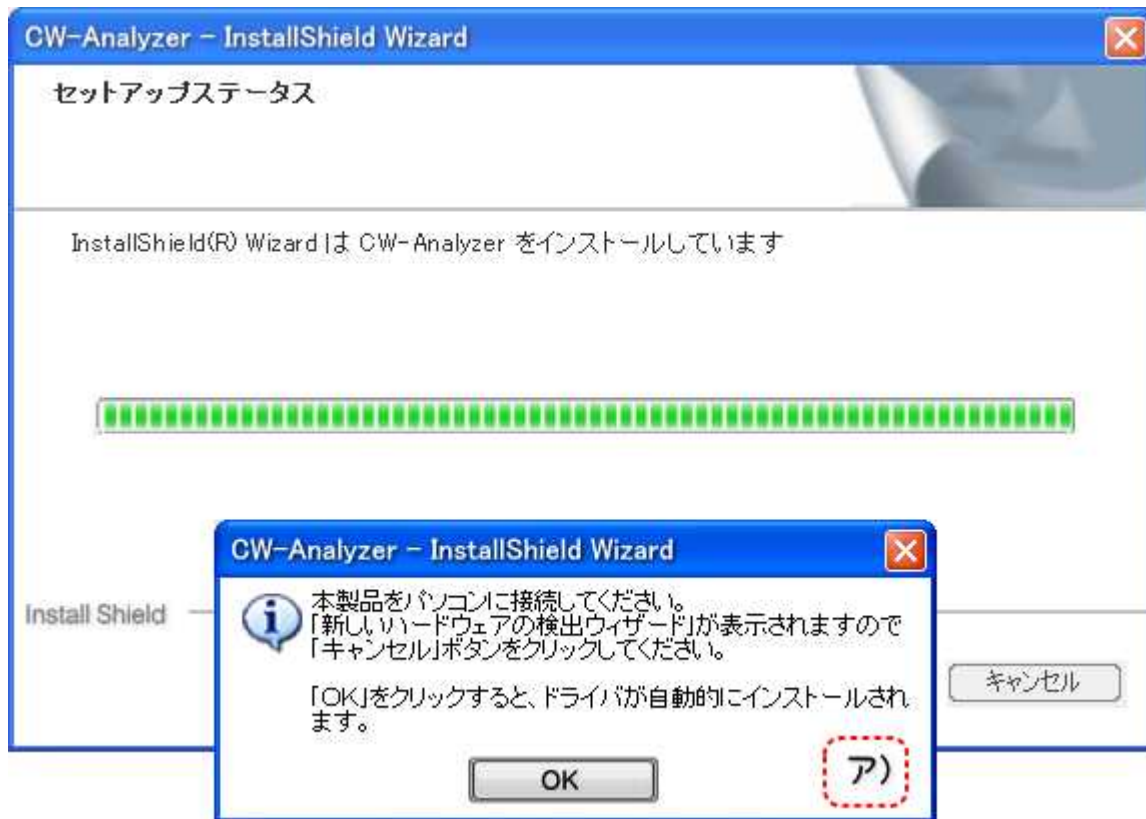 CW-Analyzer - InstallShield Wizard
セットアップステータス
InstallShield(R) Wizard は CW-Analyzer をインストールしています
CW-Analyzer - InstallShield Wizard
本製品をパソコンに接続してください。
「新しいハードウェアの検出ウィザード」が表示されますので
「キャンセル」ボタンをクリックしてください。
「OK」をクリックすると、ドライバが自動的にインストールされ
ます。
Install Shield
キャンセル
OK
ア)